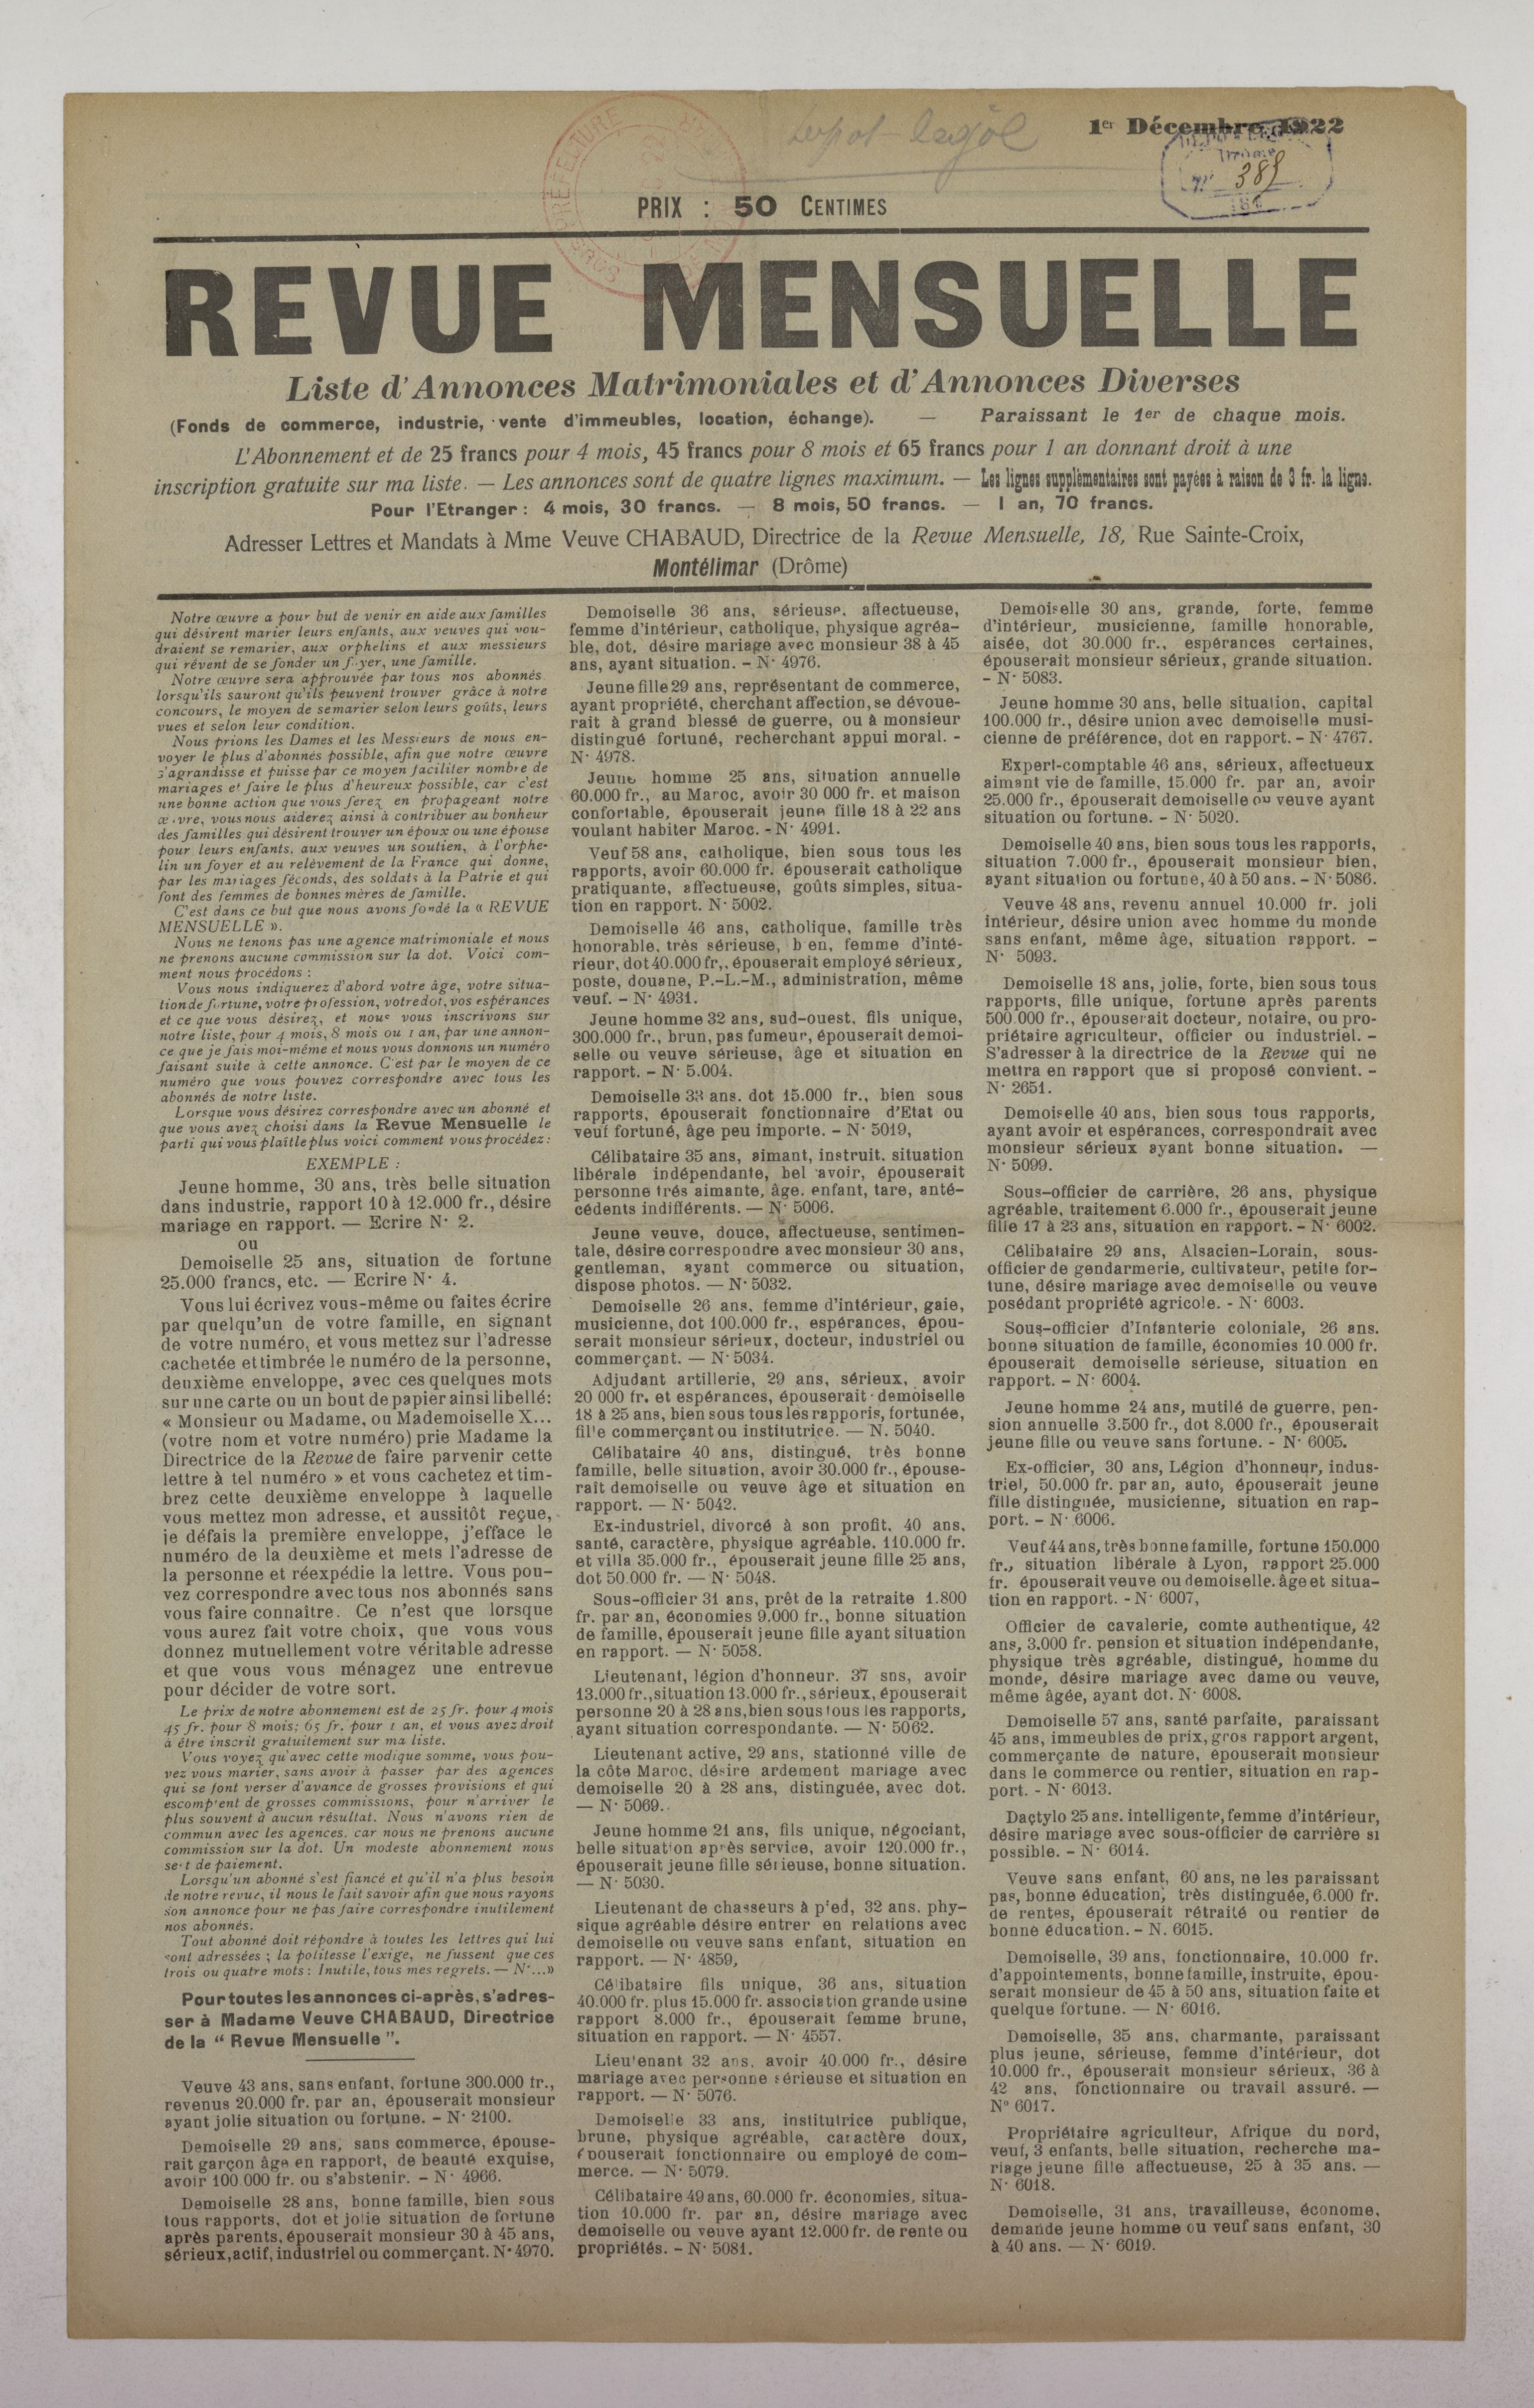 1er Décembre 1922
Depot legal
SOUS-PRÉFECTURE
N° 385
PRIX : 50 CENTIMES
REVUE MENSUELLE
Liste d'Annonces Matrimoniales et d'Annonces Diverses
(Fonds de commerce, industrie, vente d'immeubles, location, échange). — Paraissant le 1er de chaque mois.
L'Abonnement et de 25 francs pour 4 mois, 45 francs pour 8 mois et 65 francs pour 1 an donnant droit à une
inscription gratuite sur ma liste. — Les annonces sont de quatre lignes maximum. — Les lignes supplèmentaires sont payées à raison de 3 fr. la ligne.
Pour l'Etranger : 4 mois, 30 francs. — 8 mois, 50 francs. — 1 an, 70 francs.
Adresser Lettres et Mandats à Mme Veuve CHABAUD, Directrice de la Revue Mensuelle, 18, Rue Sainte-Croix,
Montélimar (Drôme)
Notre œuvre a pour but de venir en aide aux familles
qui désirent marier leurs enfants, aux veuves qui vou-
draient se remarier, aux orphelins et aux messieurs
qui rêvent de se fonder un f.yer, une famille.
Notre œuvre sera approuvée par tous nos abonnés
lorsqu'ils sauront qu'ils peuvent trouver grâce à notre
concours, le moyen de semarier selon leurs goûts, leurs
vues et selon leur condition.
Nous prions les Dames et les Messieurs de nous en-
voyer le plus d'abonnés possible, afin que notre œuvre
s'agrandisse et puisse par ce moyen faciliter nombre de
mariages et faire le plus d'heureux possible, car c'est
une bonne action que vous ferez en propageant notre
œ.vre, vous nous aiderez ainsi à contribuer au bonheur
des familles qui désirent trouver un époux ou une épouse
pour leurs enfants, aux veuves un soutien, à l'orphe-
lin un foyer et au relèvement de la France qui donne,
par les mariages féconds, des soldats à la Patrie et qui
font des femmes de bonnes mères de famille.
C'est dans ce but que nous avons fondé la « REVUE
MENSUELLE ».
Nous ne tenons pas une agence matrimoniale et nous
ne prenons aucune commission sur la dot. Voici com-
ment nous procédons :
Vous nous indiquerez d'abord votre âge, votre situa-
tion de fortune, votre profession, votre dot, vos espérances
et ce que vous désirez, et nous vous inscrivons sur
notre liste, pour 4 mois, 8 mois ou 1 an, par une annon-
ce que je fais moi-même et nous vous donnons un numéro
faisant suite à cette annonce. C'est par le moyen de ce
numéro que vous pouvez correspondre avec tous les
abonnés de notre liste.
Lorsque vous désirez correspondre avec un abonné et
que vous avez choisi dans la Revue Mensuelle le
parti qui vous plaît le plus voici comment vous procédez :
EXEMPLE :
Jeune homme, 30 ans, très belle situation
dans industrie, rapport 10 à 12.000 fr., désire
mariage en rapport. — Ecrire N· 2.
ou
Demoiselle 25 ans, situation de fortune
25.000 francs, etc. — Ecrire N· 4.
Vous lui écrivez vous-même ou faites écrire
par quelqu'un de votre famille, en signant
de votre numéro, et vous mettez sur l'adresse
cachetée et timbrée le numéro de la personne,
deuxième enveloppe, avec ces quelques mots
sur une carte ou un bout de papier ainsi libellé:
« Monsieur ou Madame, ou Mademoiselle X...
(votre nom et votre numéro) prie Madame la
Directrice de la Revue de faire parvenir cette
lettre à tel numéro » et vous cachetez et tim-
brez cette deuxième enveloppe à laquelle
vous mettez mon adresse, et aussitôt reçue,
je défais la première enveloppe, j'efface le
numéro de la deuxième et mets l'adresse de
la personne et réexpédie la lettre. Vous pou-
vez correspondre avec tous nos abonnés sans
vous faire connaître. Ce n'est que lorsque
vous aurez fait votre choix, que vous vous
donnez mutuellement votre véritable adresse
et que vous vous ménagez une entrevue
pour décider de votre sort.
Le prix de notre abonnement est de 25 fr. pour 4 mois
45 fr. pour 8 mois; 65 fr. pour 1 an, et vous avez droit
à être inscrit gratuitement sur ma liste.
Vous voyez qu'avec cette modique somme, vous pou-
vez vous marier, sans avoir à passer par des agences
qui se font verser d'avance de grosses provisions et qui
escomptent de grosses commissions, pour n'arriver le
plus souvent à aucun résultat. Nous n'avons rien de
commun avec les agences, car nous ne prenons aucune
commission sur la dot. Un modeste abonnement nous
sert de paiement.
Lorsqu'un abonné s'est fiancé et qu'il n'a plus besoin
de notre revue, il nous le fait savoir afin que nous rayons
son annonce pour ne pas faire correspondre inutilement
nos abonnés.
Tout abonné doit répondre à toutes les lettres qui lui
sont adressées ; la politesse l'exige, ne fussent que ces
trois ou quatre mots : Inutile, tous mes regrets. — N·...»
Pour toutes les annonces ci-après, s'adres-
ser à Madame Veuve CHABAUD, Directrice
de la “ Revue Mensuelle ”.
Veuve 43 ans, sans enfant, fortune 300.000 fr.,
revenus 20.000 fr. par an, épouserait monsieur
ayant jolie situation ou fortune. – N· 2100.
Demoiselle 29 ans, sans commerce, épouse-
rait garçon âge en rapport, de beauté exquise,
avoir 100.000 fr. ou s'abstenir. – N· 4966.
Demoiselle 28 ans, bonne famille, bien sous
tous rapports, dot et jolie situation de fortune
après parents, épouserait monsieur 30 à 45 ans,
sérieux, actif, industriel ou commerçant. N· 4970.
Demoiselle 36 ans, sérieuse, affectueuse,
femme d'intérieur, catholique, physique agréa-
ble, dot, désire mariage avec monsieur 38 à 45
ans, ayant situation. – N· 4976.
Jeune fille 29 ans, représentant de commerce,
ayant propriété, cherchant affection, se dévoue-
rait à grand blessé de guerre, ou à monsieur
distingué fortuné, recherchant appui moral. -
N· 4978.
Jeune homme 25 ans, situation annuelle
60.000 fr., au Maroc, avoir 30 000 fr. et maison
confortable, épouserait jeune fille 18 à 22 ans
voulant habiter Maroc. - N· 4991.
Veuf 58 ans, catholique, bien sous tous les
rapports, avoir 60.000 fr. épouserait catholique
pratiquante, affectueuse, goûts simples, situa-
tion en rapport. N· 5002.
Demoiselle 46 ans, catholique, famille très
honorable, très sérieuse, b en, femme d'inté-
rieur, dot 40.000 fr,. épouserait employé sérieux,
poste, douane, P.-L.-M., administration, même
veuf. – N· 4931.
Jeune homme 32 ans, sud-ouest, fils unique,
300.000 fr., brun, pas fumeur, épouserait demoi-
selle ou veuve sérieuse, âge et situation en
rapport. – N· 5.004.
Demoiselle 33 ans. dot 15.000 fr., bien sous
rapports, épouserait fonctionnaire d'Etat ou
veuf fortuné, âge peu importe. – N· 5019,
Célibataire 35 ans, aimant, instruit. situation
libérale indépendante, bel avoir, épouserait
personne trés aimante, âge. enfant, tare, anté-
cédents indifférents. — N· 5006.
Jeune veuve, douce, affectueuse, sentimen-
tale, désire correspondre avec monsieur 30 ans,
gentleman, ayant commerce ou situation,
dispose photos. — N· 5032.
Demoiselle 26 ans, femme d'intérieur, gaie,
musicienne, dot 100.000 fr., espérances, épou-
serait monsieur sérieux, docteur, industriel ou
commerçant. — N· 5034.
Adjudant artillerie, 29 ans, sérieux, avoir
20 000 fr. et espérances, épouserait demoiselle
18 à 25 ans, bien sous tous les rapporis, fortunée,
fille commerçant ou institutrice. — N. 5040.
Célibataire 40 ans, distingué, très bonne
famille, belle situation, avoir 30.000 fr., épouse-
rait demoiselle ou veuve âge et situation en
rapport. — N· 5042.
Ex-industriel, divorcé à son profit, 40 ans,
santé, caractère, physique agréable. 110.000 fr.
et villa 35.000 fr., épouserait jeune fille 25 ans,
dot 50.000 fr. — N· 5048.
Sous-officier 31 ans, prêt de la retraite 1.800
fr. par an, économies 9.000 fr., bonne situation
de famille, épouserait jeune fille ayant situation
en rapport. — N· 5058.
Lieutenant, légion d'honneur. 37 sns, avoir
13.000 fr., situation 13.000 fr., sérieux, épouserait
personne 20 à 28 ans, bien sous tous les rapports,
ayant situation correspondante. — N· 5062.
Lieutenant active, 29 ans, stationné ville de
la côte Maroc, désire ardement mariage avec
demoiselle 20 à 28 ans, distinguée, avec dot.
— N· 5069.
Jeune homme 21 ans, fils unique, négociant,
belle situation après service, avoir 120.000 fr.,
épouserait jeune fille sérieuse, bonne situation.
— N· 5030.
Lieutenant de chasseurs à pied, 32 ans, phy-
sique agréable désire entrer en relations avec
demoiselle ou veuve sans enfant, situation en
rapport. — N· 4859,
Célibataire fils unique, 36 ans, situation
40.000 fr. plus 15.000 fr. association grande usine
rapport 8.000 fr., épouserait femme brune,
situation en rapport. — N· 4557.
Lieutenant 32 ans, avoir 40.000 fr., désire
mariage avec personne sérieuse et situation en
rapport. — N· 5076.
Demoiselle 33 ans, institutrice publique,
brune, physique agréable, caractère doux,
épouserait fonctionnaire ou employé de com-
merce. — N· 5079.
Célibataire 49 ans, 60.000 fr. économies, situa-
tion 10.000 fr. par an, désire mariage avec
demoiselle ou veuve ayant 12.000 fr. de rente ou
propriétés. – N· 5081.
Demoiselle 30 ans, grande, forte, femme
d'intérieur, musicienne, famille honorable,
aisée, dot 30.000 fr., espérances certaines,
épouserait monsieur sérieux, grande situation.
– N· 5083.
Jeune homme 30 ans, belle situation, capital
100.000 fr., désire union avec demoiselle musi-
cienne de préférence, dot en rapport. – N· 4767.
Expert-comptable 46 ans, sérieux, affectueux
aimant vie de famille, 15.000 fr. par an, avoir
25.000 fr., épouserait demoiselle ou veuve ayant
situation ou fortune. – N· 5020.
Demoiselle 40 ans, bien sous tous les rapports,
situation 7.000 fr., épouserait monsieur bien,
ayant situation ou fortune, 40 à 50 ans. – N· 5086.
Veuve 48 ans, revenu annuel 10.000 fr. joli
intérieur, désire union avec homme du monde
sans enfant, même âge, situation rapport. –
N· 5093.
Demoiselle 18 ans, jolie, forte, bien sous tous
rapports, fille unique, fortune après parents
500.000 fr., épouserait docteur, notaire, ou pro-
priétaire agriculteur, officier ou industriel. –
S'adresser à la directrice de la Revue qui ne
mettra en rapport que si proposé convient. –
N· 2651.
Demoiselle 40 ans, bien sous tous rapports,
ayant avoir et espérances, correspondrait avec
monsieur sérieux ayant bonne situation. —
N· 5099.
Sous-officier de carrière, 26 ans, physique
agréable, traitement 6.000 fr., épouserait jeune
fille 17 à 23 ans, situation en rapport. – N· 6002.
Célibataire 29 ans, Alsacien-Lorain, sous-
officier de gendarmerie, cultivateur, petite for-
tune, désire mariage avec demoiselle ou veuve
posédant propriété agricole. - N· 6003.
Sous-officier d'Infanterie coloniale, 26 ans.
bonne situation de famille, économies 10.000 fr.
épouserait demoiselle sérieuse, situation en
rapport. – N· 6004.
Jeune homme 24 ans, mutilé de guerre, pen-
sion annuelle 3.500 fr., dot 8.000 fr., épouserait
jeune fille ou veuve sans fortune. - N· 6005.
Ex-officier, 30 ans, Légion d'honneur, indus-
triel, 50.000 fr. par an, auto, épouserait jeune
fille distinguée, musicienne, situation en rap-
port. – N· 6006.
Veuf 44 ans, très bonne famille, fortune 150.000
fr., situation libérale à Lyon, rapport 25.000
fr. épouserait veuve ou demoiselle. âge et situa-
tion en rapport. - N· 6007,
Officier de cavalerie, comte authentique, 42
ans, 3.000 fr. pension et situation indépendante,
physique très agréable, distingué, homme du
monde, désire mariage avec dame ou veuve,
même âgée, ayant dot. N· 6008.
Demoiselle 57 ans, santé parfaite, paraissant
45 ans, immeubles de prix, gros rapport argent,
commerçante de nature, épouserait monsieur
dans le commerce ou rentier, situation en rap-
port. - N· 6013.
Dactylo 25 ans. intelligente, femme d'intérieur,
désire mariage avec sous-officier de carrière si
possible. – N· 6014.
Veuve sans enfant, 60 ans, ne les paraissant
pas, bonne éducation, très distinguée, 6.000 fr.
de rentes, épouserait rétraité ou rentier de
bonne éducation. – N. 6015.
Demoiselle, 39 ans, fonctionnaire, 10.000 fr.
d'appointements, bonne famille, instruite, épou-
serait monsieur de 45 à 50 ans, situation faite et
quelque fortune. — N· 6016.
Demoiselle, 35 ans, charmante, paraissant
plus jeune, sérieuse, femme d'intérieur, dot
10.000 fr., épouserait monsieur sérieux, 36 à
42 ans, fonctionnaire ou travail assuré. —
N° 6017.
Propriétaire agriculteur, Afrique du nord,
veuf, 3 enfants, belle situation, recherche ma-
riage jeune fille affectueuse, 25 à 35 ans. —
N· 6018.
Demoiselle, 31 ans, travailleuse, économe,
demande jeune homme ou veuf sans enfant, 30
à 40 ans. — N· 6019.